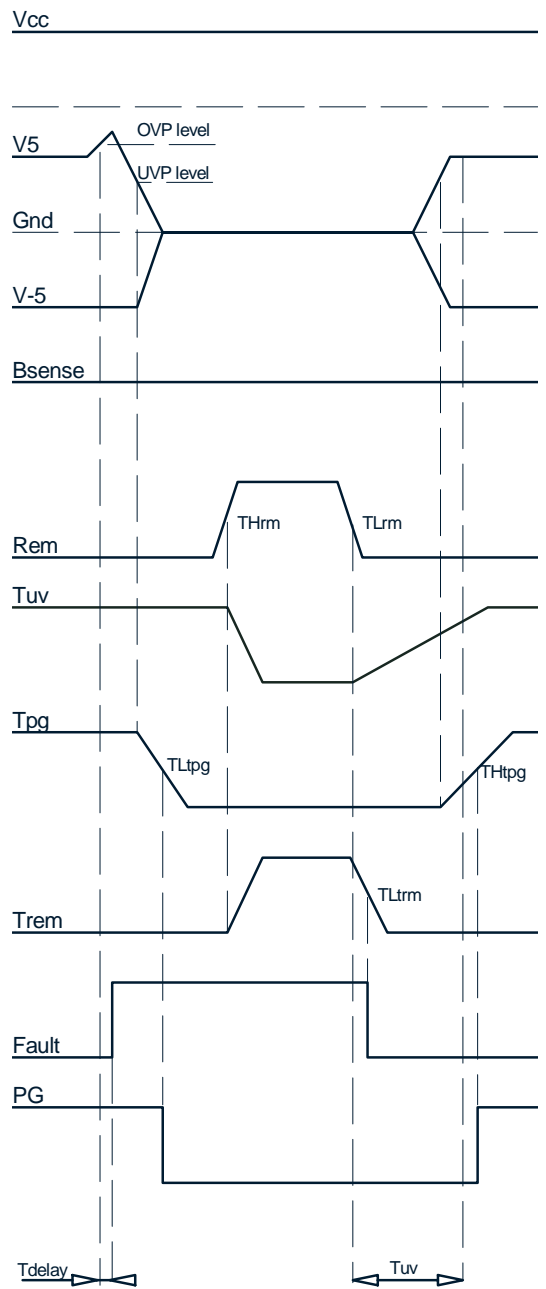 Vcc
OVP level
V5
UVP level
Gnd
V-5
Bsense
THrm
TLrm
Rem
Tuv
Tpg
TLtpg
THtpg
TLtrm
Trem
Fault
PG
Tdelay
Tuv